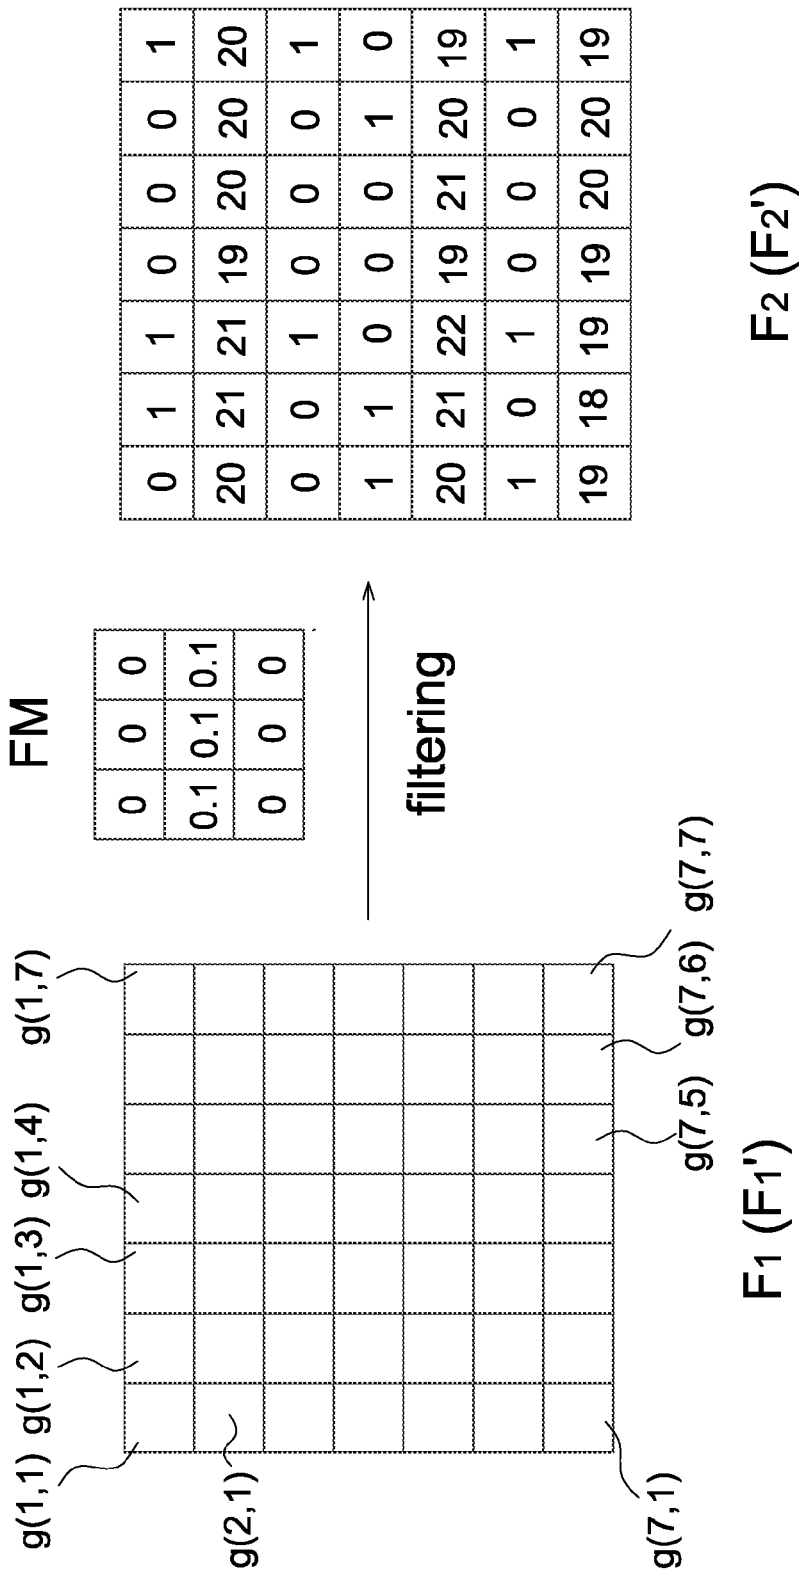 g(1,1) g(1,2) g(1,3) g(1,4) g(1,7)
g(2,1)
g(7,1) g(7,5) g(7,6) g(7,7)
F1 (F1')
FM
0 0 0
0.1 0.1 0.1
0 0 0
filtering
0 1 1 0 0 0 1
20 21 21 19 20 20 20
0 0 1 0 0 0 1
1 1 0 0 0 1 0
20 21 22 19 21 20 19
1 0 1 0 0 0 1
19 18 19 19 20 20 19
F2 (F2')